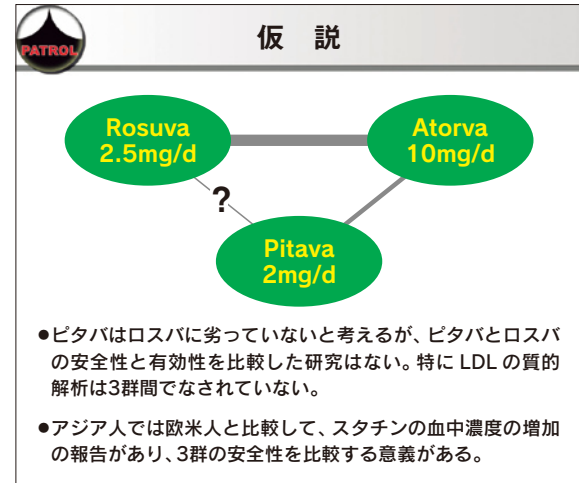 PATROL
仮 説
Rosuva
2.5mg/d
Atorva
10mg/d
?
Pitava
2mg/d
●ピタバはロスバに劣っていないと考えるが、ピタバとロスバ
の安全性と有効性を比較した研究はない。特に LDL の質的
解析は3群間でなされていない。
●アジア人では欧米人と比較して、スタチンの血中濃度の増加
の報告があり、3群の安全性を比較する意義がある。